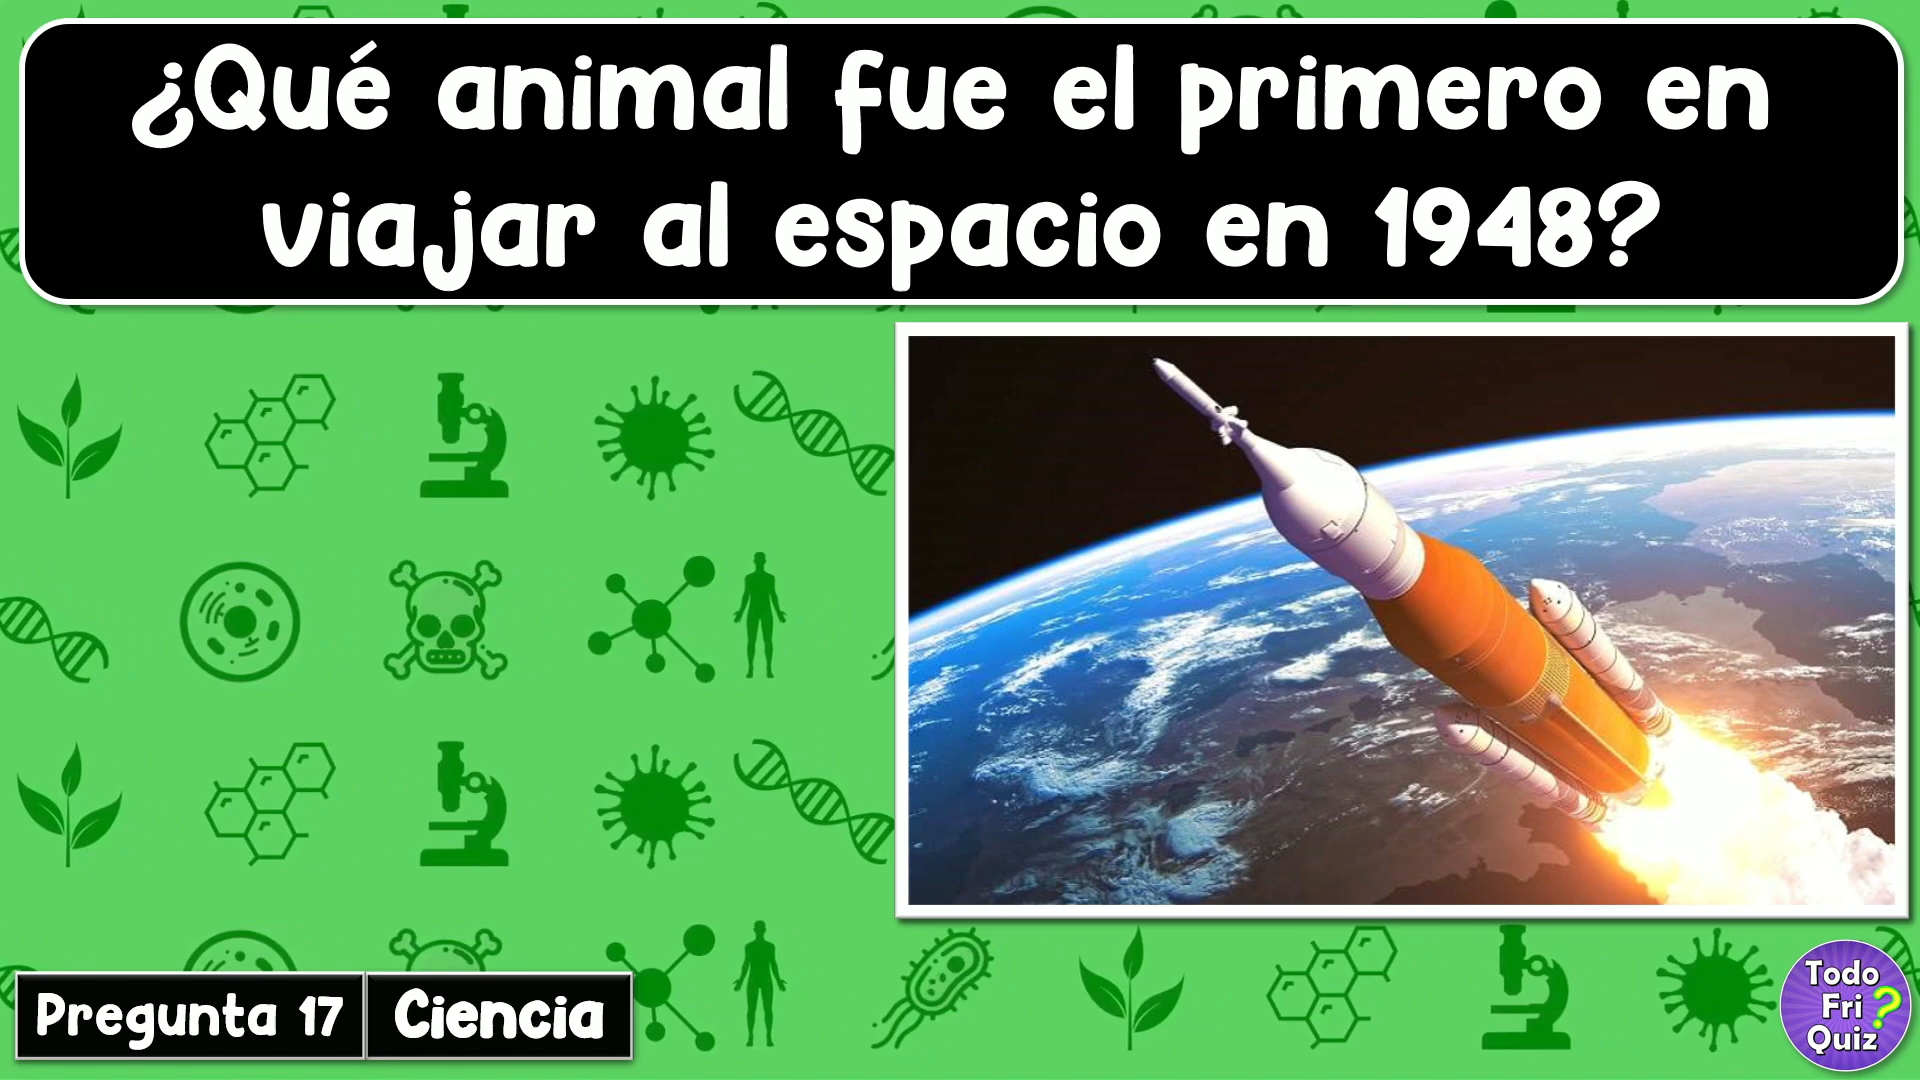 ¿Qué animal fue el primero en
viajar al espacio en 1948?
Pregunta 17
Ciencia
Todo
Fri
Quiz
?